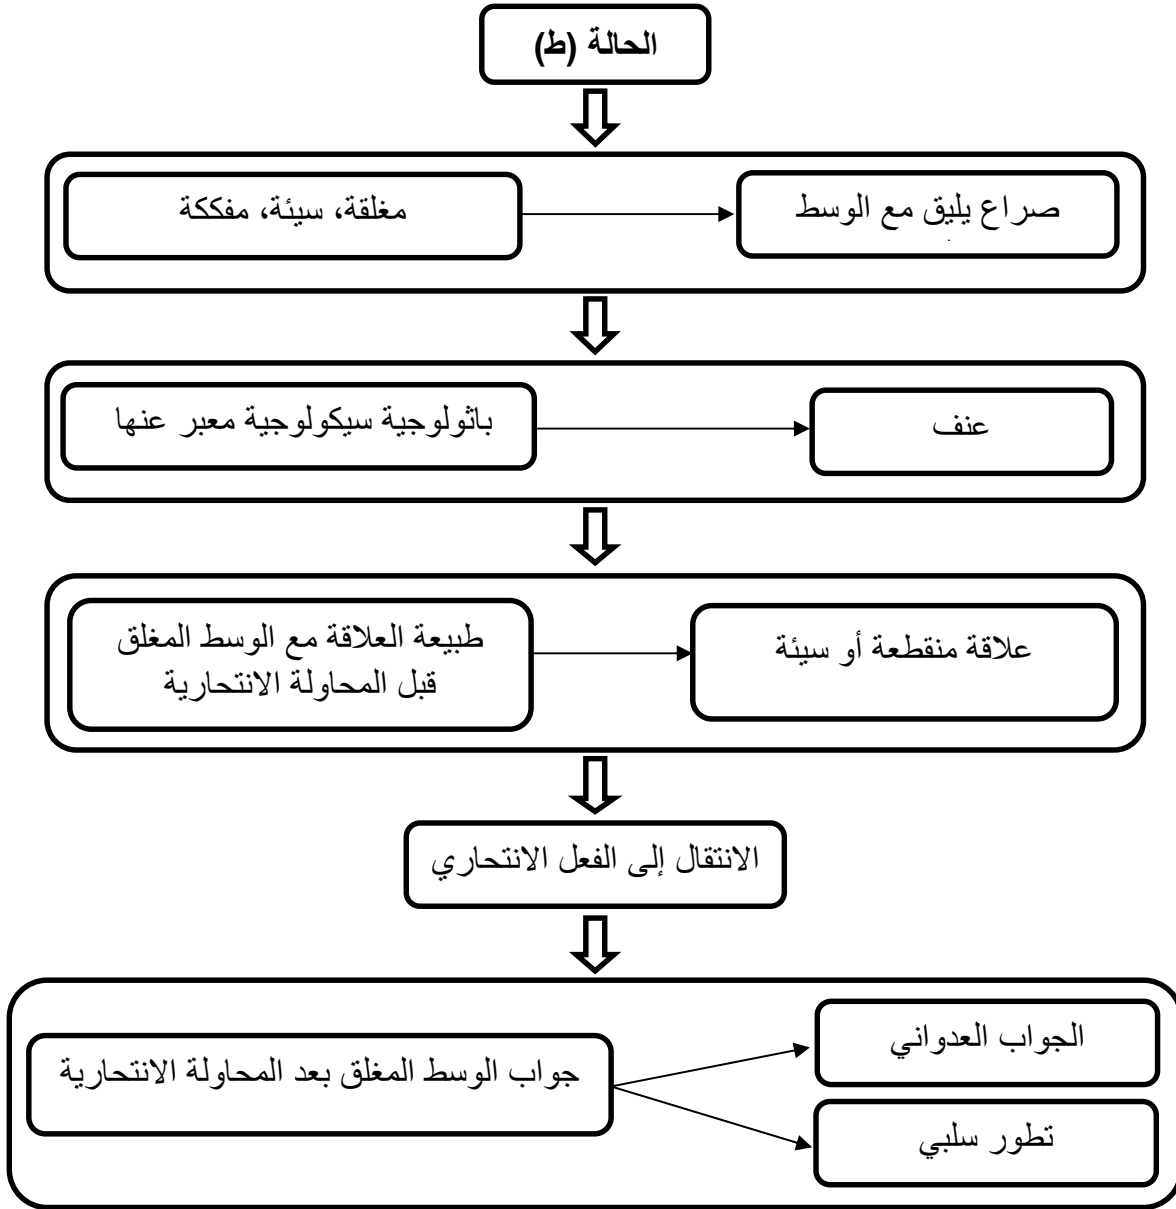 الحالة (ط)
مغلقة، سيئة، مفككة
صراع يليق مع الوسط
باثولوجية سيكولوجية معبر عنها
عنف
طبيعة العلاقة مع الوسط المغلق
قبل المحاولة الانتحارية
علاقة منقطعة أو سيئة
الانتقال إلى الفعل الانتحاري
جواب الوسط المغلق بعد المحاولة الانتحارية
الجواب العدواني
تطور سلبي